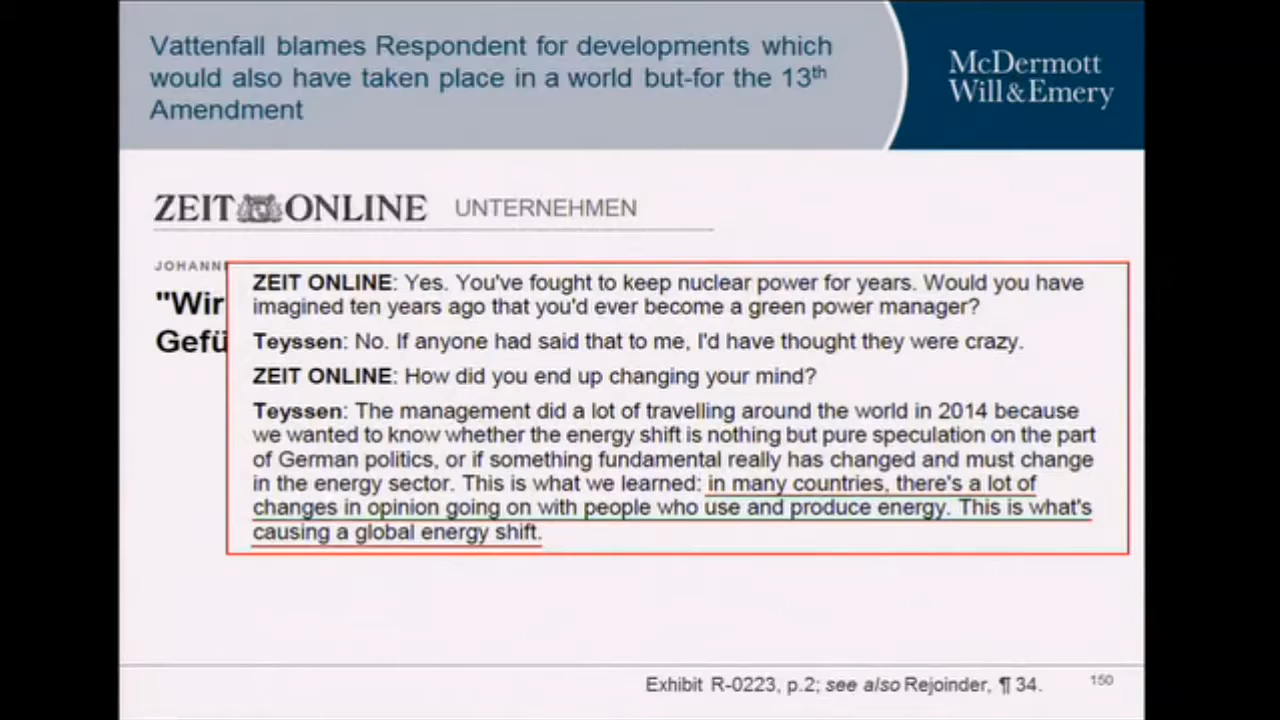 Vattenfall blames Respondent for developments which
would also have taken place in a world but-for the 13th
Amendment
McDermott
Will & Emery
ZEIT ONLINE UNTERNEHMEN
JOHANN
"Wir
Gefü
ZEIT ONLINE: Yes. You've fought to keep nuclear power for years. Would you have
imagined ten years ago that you'd ever become a green power manager?
Teyssen: No. If anyone had said that to me, I'd have thought they were crazy.
ZEIT ONLINE: How did you end up changing your mind?
Teyssen: The management did a lot of travelling around the world in 2014 because
we wanted to know whether the energy shift is nothing but pure speculation on the part
of German politics, or if something fundamental really has changed and must change
in the energy sector. This is what we learned: in many countries, there's a lot of
changes in opinion going on with people who use and produce energy. This is what's
causing a global energy shift.
Exhibit R-0223, p.2; see also Rejoinder, ¶ 34.
150